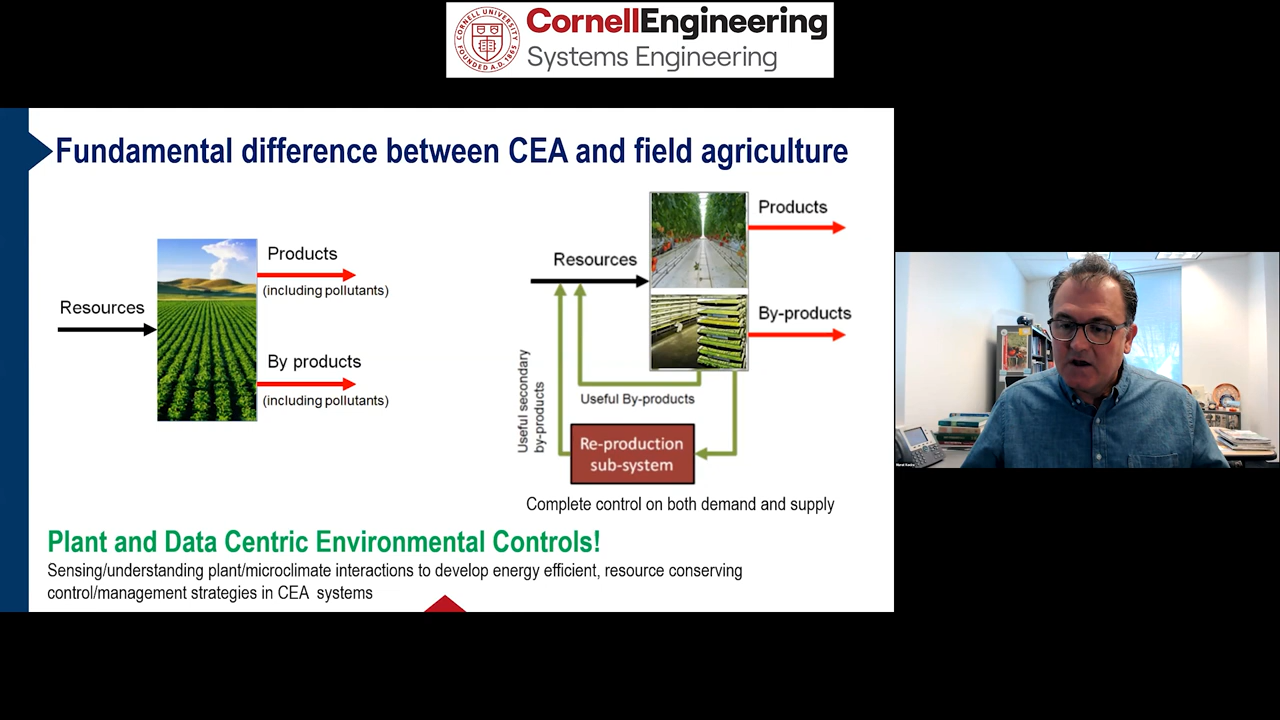 CornellEngineering
Systems Engineering
Fundamental difference between CEA and field agriculture
Resources
Products
(including pollutants)
By products
(including pollutants)
Resources
Products
By-products
Useful By-products
Useful secondary
by-products
Re-production
sub-system
Complete control on both demand and supply
Plant and Data Centric Environmental Controls!
Sensing/understanding plant/microclimate interactions to develop energy efficient, resource conserving
control/management strategies in CEA systems